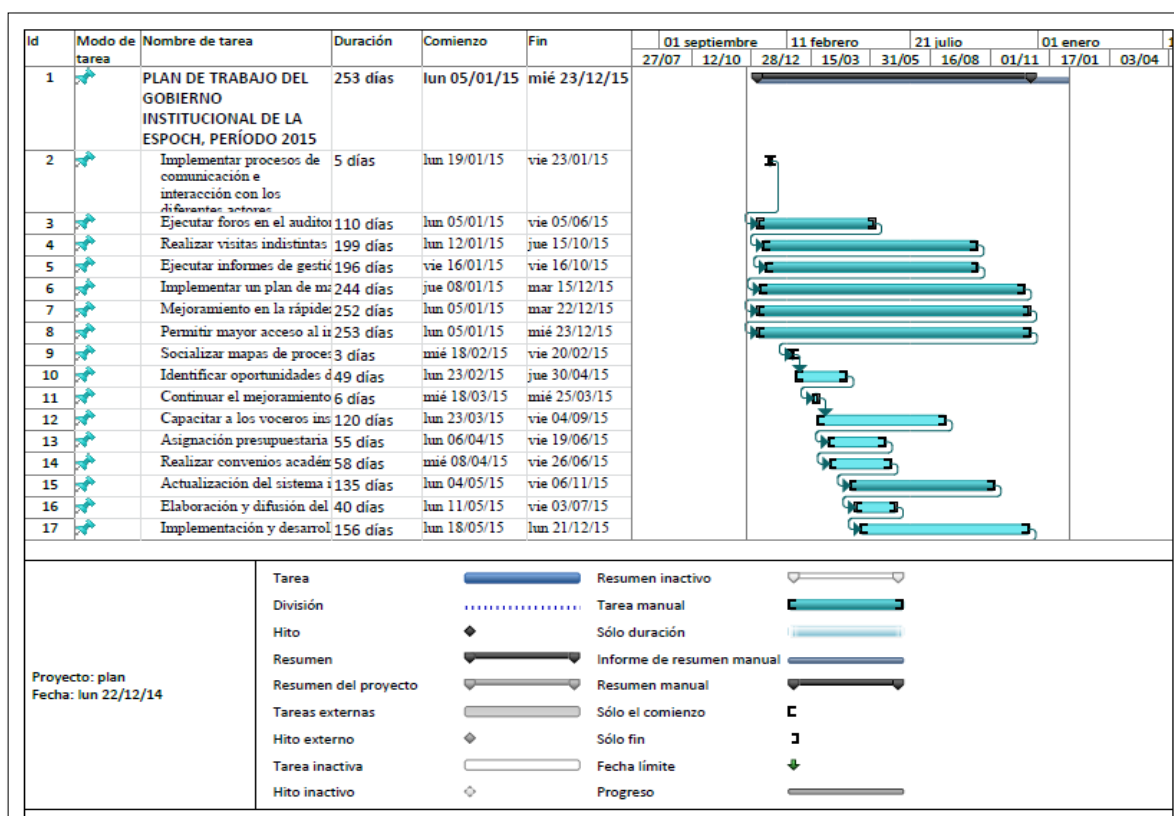 Id Modo de tarea Nombre de tarea Duración Comienzo Fin
01 septiembre 11 febrero 21 julio 01 enero 1
27/07 12/10 28/12 15/03 31/05 16/08 01/11 17/01 03/04
1 PLAN DE TRABAJO DEL 253 días lun 05/01/15 mié 23/12/15
GOBIERNO
INSTITUCIONAL DE LA
ESPOCH, PERÍODO 2015
2 Implementar procesos de 5 días lun 19/01/15 vie 23/01/15
comunicación e
interacción con los
diferentes actores
3 Ejecutar foros en el auditor 110 días lun 05/01/15 vie 05/06/15
4 Realizar visitas indistintas 199 días lun 12/01/15 jue 15/10/15
5 Ejecutar informes de gestió 196 días vie 16/01/15 vie 16/10/15
6 Implementar un plan de ma 244 días jue 08/01/15 mar 15/12/15
7 Mejoramiento en la rápidez 252 días lun 05/01/15 mar 22/12/15
8 Permitir mayor acceso al in 253 días lun 05/01/15 mié 23/12/15
9 Socializar mapas de proces 3 días mié 18/02/15 vie 20/02/15
10 Identificar oportunidades d 49 días lun 23/02/15 jue 30/04/15
11 Continuar el mejoramiento 6 días mié 18/03/15 mié 25/03/15
12 Capacitar a los voceros ins 120 días lun 23/03/15 vie 04/09/15
13 Asignación presupuestaria 55 días lun 06/04/15 vie 19/06/15
14 Realizar convenios académ 58 días mié 08/04/15 vie 26/06/15
15 Actualización del sistema i 135 días lun 04/05/15 vie 06/11/15
16 Elaboración y difusión del 40 días lun 11/05/15 vie 03/07/15
17 Implementación y desarrol 156 días lun 18/05/15 lun 21/12/15
Proyecto: plan
Fecha: lun 22/12/14
Tarea
División
Hito
Resumen
Resumen del proyecto
Tareas externas
Hito externo
Tarea inactiva
Hito inactivo
Resumen inactivo
Tarea manual
Sólo duración
Informe de resumen manual
Resumen manual
Sólo el comienzo
Sólo fin
Fecha límite
Progreso